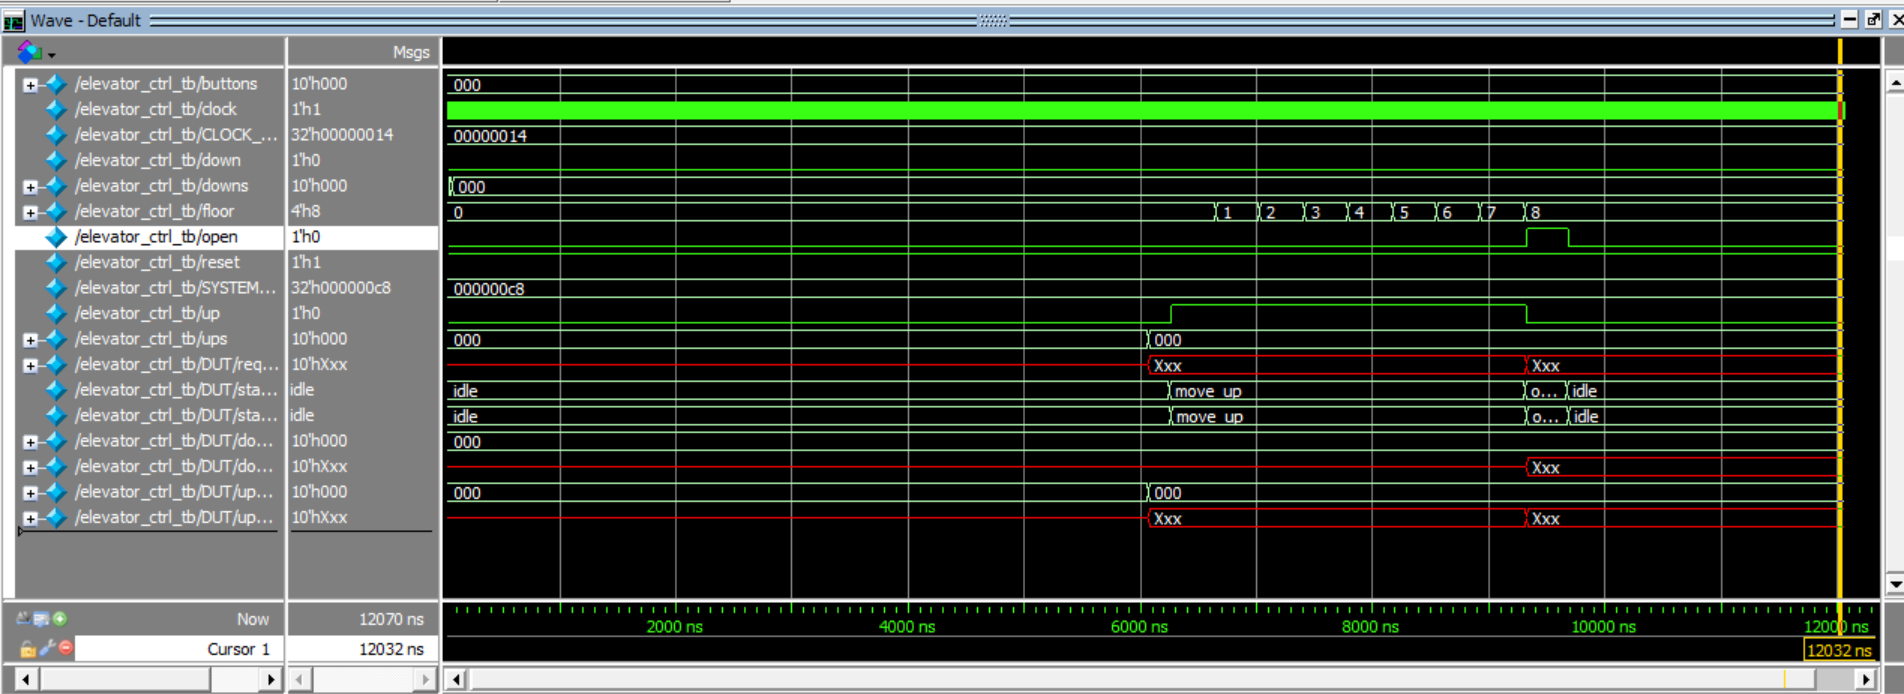 Wave - Default
Msgs
/elevator_ctrl_tb/buttons 10'h000 000
/elevator_ctrl_tb/clock 1'h1
/elevator_ctrl_tb/CLOCK_... 32'h00000014 00000014
/elevator_ctrl_tb/down 1'h0
/elevator_ctrl_tb/downs 10'h000 000
/elevator_ctrl_tb/floor 4'h8 0 1 2 3 4 5 6 7 8
/elevator_ctrl_tb/open 1'h0
/elevator_ctrl_tb/reset 1'h1
/elevator_ctrl_tb/SYSTEM... 32'h000000c8 000000c8
/elevator_ctrl_tb/up 1'h0
/elevator_ctrl_tb/ups 10'h000 000 000
/elevator_ctrl_tb/DUT/req... 10'hXxx Xxx Xxx
/elevator_ctrl_tb/DUT/sta... idle idle move_up o... idle
/elevator_ctrl_tb/DUT/sta... idle idle move_up o... idle
/elevator_ctrl_tb/DUT/do... 10'h000 000
/elevator_ctrl_tb/DUT/do... 10'hXxx Xxx
/elevator_ctrl_tb/DUT/up... 10'h000 000 000
/elevator_ctrl_tb/DUT/up... 10'hXxx Xxx Xxx
Now 12070 ns 2000 ns 4000 ns 6000 ns 8000 ns 10000 ns 12000 ns
Cursor 1 12032 ns 12032 ns